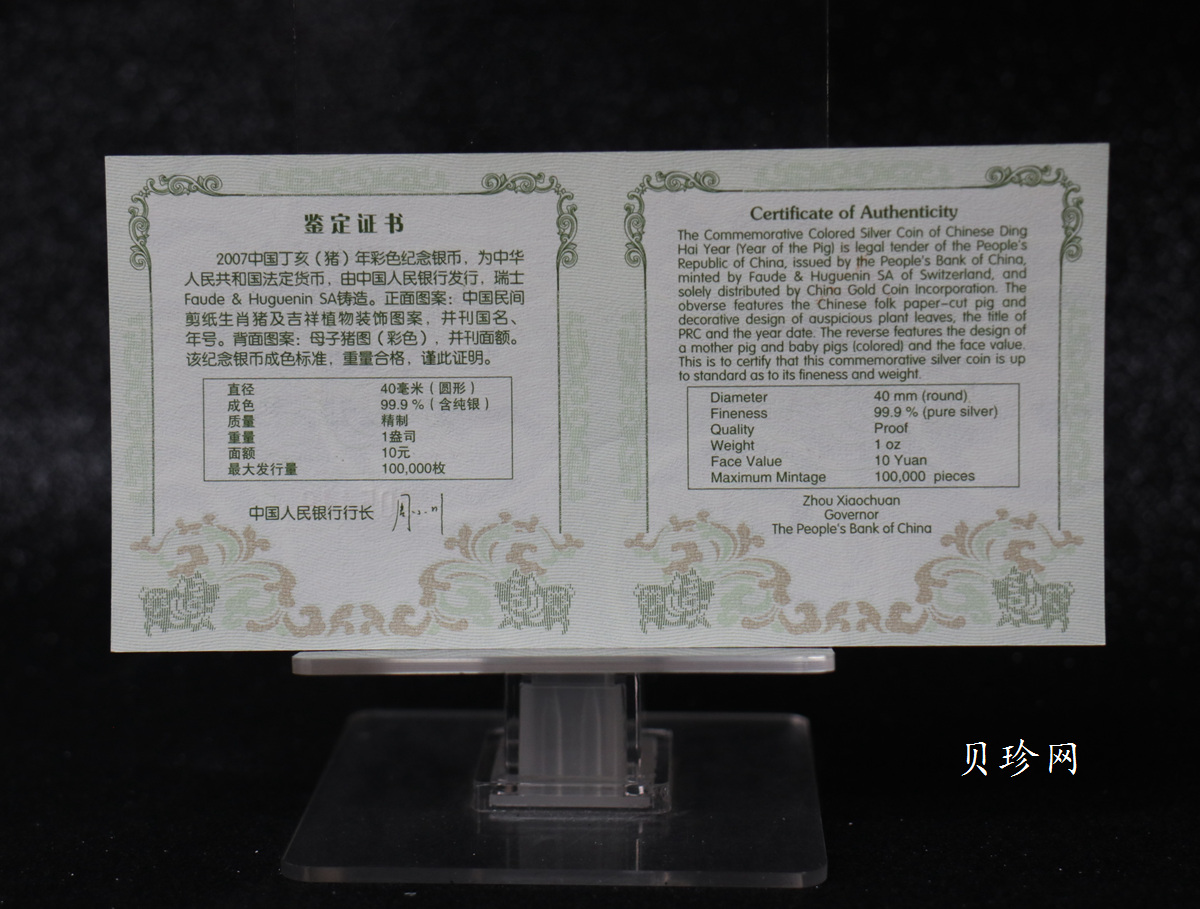 鉴定证书
2007中国丁亥（猪）年彩色纪念银币，为中华
人民共和国法定货币，由中国人民银行发行，瑞士
Faude & Huguenin SA铸造。正面图案：中国民间
剪纸生肖猪及吉祥植物装饰图案，并刊国名、
年号。背面图案：母子猪图（彩色），并刊面额。
该纪念银币成色标准，重量合格，谨此证明。
直径 40毫米（圆形）
成色 99.9 %（含纯银）
质量 精制
重量 1盎司
面额 10元
最大发行量 100,000枚
中国人民银行行长
Certificate of Authenticity
The Commemorative Colored Silver Coin of Chinese Ding
Hai Year (Year of the Pig) is legal tender of the People's
Republic of China, issued by the People's Bank of China,
minted by Faude & Huguenin SA of Switzerland, and
solely distributed by China Gold Coin Incorporation. The
obverse features the Chinese folk paper-cut pig and
decorative design of auspicious plant leaves, the title of
PRC and the year date. The reverse features the design of
a mother pig and baby pigs (colored) and the face value.
This is to certify that this commemorative silver coin is up
to standard as to its fineness and weight.
Diameter 40 mm (round)
Fineness 99.9 % (pure silver)
Quality Proof
Weight 1 oz
Face Value 10 Yuan
Maximum Mintage 100,000 pieces
Zhou Xiaochuan
Governor
The People's Bank of China
贝珍网